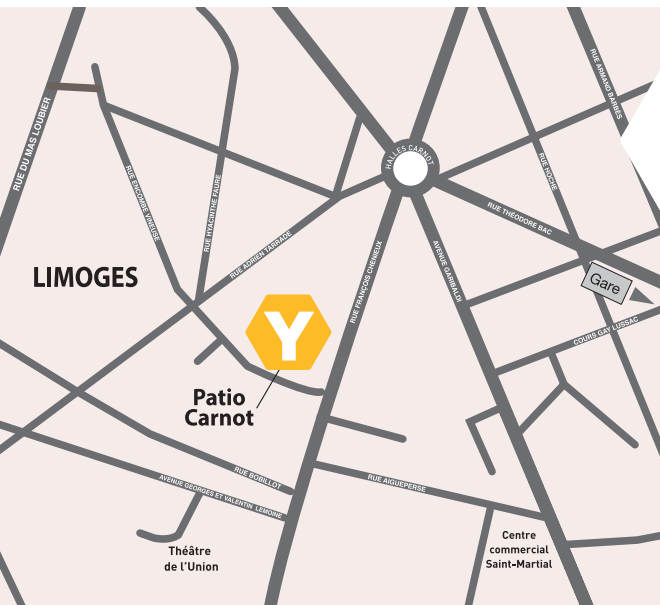 RUE ARMAND BARBÈS
RUE DU MAS LOUBIER
HALLES CARNOT
RUE HOCHE
RUE ENCOMBE VINEUSE
RUE HYACINTHE FAURE
RUE THÉODORE BAC
RUE ADRIEN TARRADE
RUE FRANÇOIS CHENIEUX
AVENUE GARIBALDI
LIMOGES
Gare
Y
COURS GAY LUSSAC
Patio
Carnot
RUE BOBILLOT
AVENUE GEORGES ET VALENTIN LEMOINE
RUE AIGUEPERSE
Théâtre
de l'Union
Centre
commercial
Saint-Martial